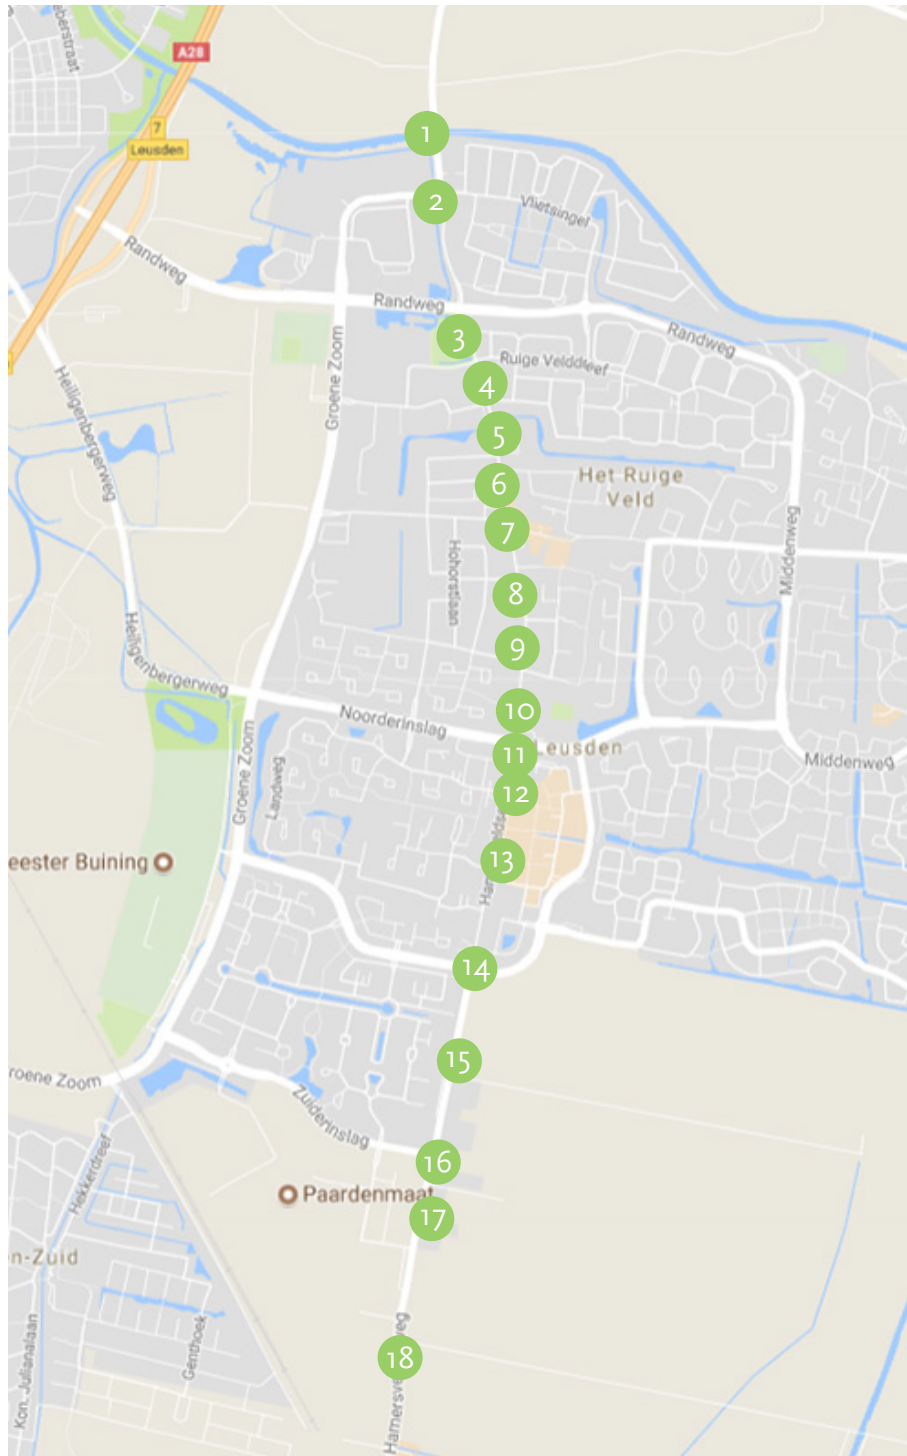 eberstraat
A28
7
Leusden
1
2
Vlietsingel
Randweg
Randweg
Randweg
3
Ruige Velddreef
4
Groene Zoom
Heiligenbergerweg
5
Het Ruige
Veld
6
7
Hohorstlaan
Middenweg
8
Heiligenbergerweg
9
10
Noorderinslag
11
Leusden
Middenweg
Groene Zoom
Landweg
12
eester Buining
13
14
15
roene Zoom
Zuiderinslag
Hekkerdreef
16
Paardenmaat
17
n-Zuid
Kon. Julianalaan
Genthoek
18